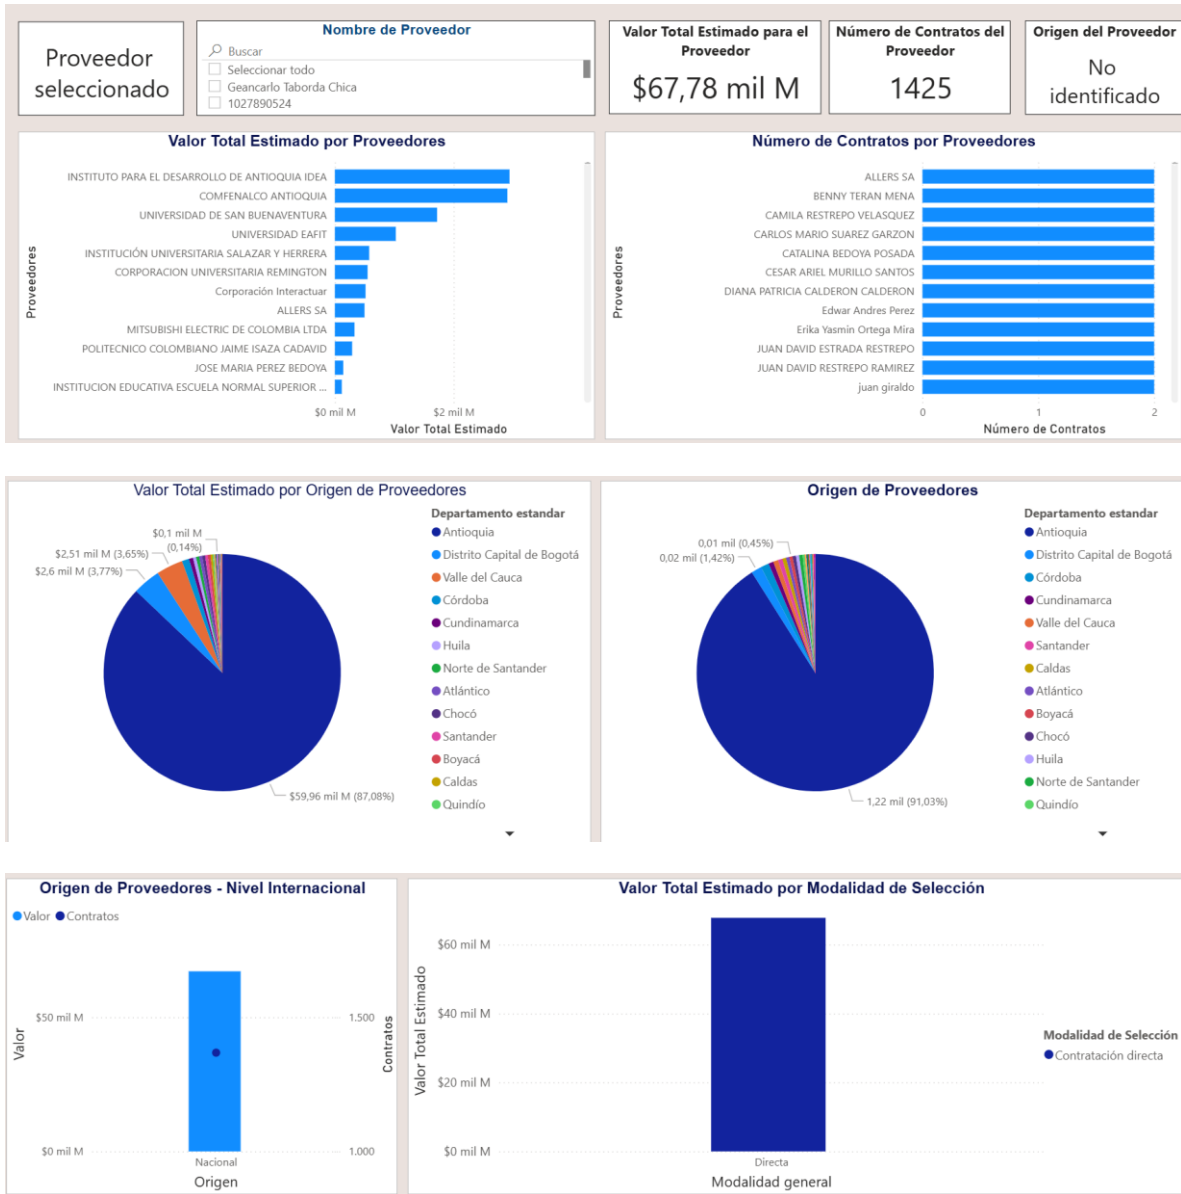 Proveedor
seleccionado
Nombre de Proveedor
Buscar
Seleccionar todo
Geancarlo Taborda Chica
1027890524
Valor Total Estimado para el
Proveedor
$67,78 mil M
Número de Contratos del
Proveedor
1425
Origen del Proveedor
No
identificado
Valor Total Estimado por Proveedores
Proveedores
INSTITUTO PARA EL DESARROLLO DE ANTIOQUIA IDEA
COMFENALCO ANTIOQUIA
UNIVERSIDAD DE SAN BUENAVENTURA
UNIVERSIDAD EAFIT
INSTITUCIÓN UNIVERSITARIA SALAZAR Y HERRERA
CORPORACION UNIVERSITARIA REMINGTON
Corporación Interactuar
ALLERS SA
MITSUBISHI ELECTRIC DE COLOMBIA LTDA
POLITECNICO COLOMBIANO JAIME ISAZA CADAVID
JOSE MARIA PEREZ BEDOYA
INSTITUCION EDUCATIVA ESCUELA NORMAL SUPERIOR ...
$0 mil M
$2 mil M
Valor Total Estimado
Número de Contratos por Proveedores
Proveedores
ALLERS SA
BENNY TERAN MENA
CAMILA RESTREPO VELASQUEZ
CARLOS MARIO SUAREZ GARZON
CATALINA BEDOYA POSADA
CESAR ARIEL MURILLO SANTOS
DIANA PATRICIA CALDERON CALDERON
Edwar Andres Perez
Erika Yasmin Ortega Mira
JUAN DAVID ESTRADA RESTREPO
JUAN DAVID RESTREPO RAMIREZ
juan giraldo
0
1
2
Número de Contratos
Valor Total Estimado por Origen de Proveedores
$0,1 mil M
(0,14%)
$2,51 mil M (3,65%)
$2,6 mil M (3,77%)
$59,96 mil M (87,08%)
Departamento estandar
Antioquia
Distrito Capital de Bogotá
Valle del Cauca
Córdoba
Cundinamarca
Huila
Norte de Santander
Atlántico
Chocó
Santander
Boyacá
Caldas
Quindío
Origen de Proveedores
0,01 mil (0,45%)
0,02 mil (1,42%)
1,22 mil (91,03%)
Departamento estandar
Antioquia
Distrito Capital de Bogotá
Córdoba
Cundinamarca
Valle del Cauca
Santander
Caldas
Atlántico
Boyacá
Chocó
Huila
Norte de Santander
Quindío
Origen de Proveedores - Nivel Internacional
Valor
Contratos
Valor
$50 mil M
$0 mil M
1.500
1.000
Contratos
Nacional
Origen
Valor Total Estimado por Modalidad de Selección
Valor Total Estimado
$60 mil M
$40 mil M
$20 mil M
$0 mil M
Directa
Modalidad general
Modalidad de Selección
Contratación directa